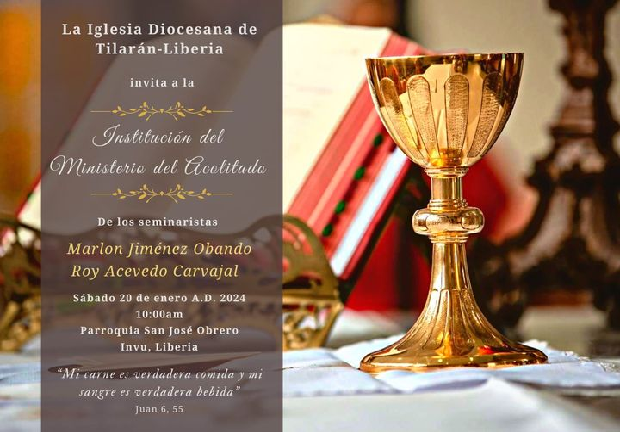 La Iglesia Diocesana de
Tilarán-Liberia
invita a la
Institución del
Ministerio del Acolitado
De los seminaristas
Marlon Jiménez Obando
Roy Acevedo Carvajal
Sábado 20 de enero A.D. 2024
10:00am
Parroquia San José Obrero
Invu, Liberia
“Mi carne es verdadera comida y mi
sangre es verdadera bebida”
Juan 6, 55